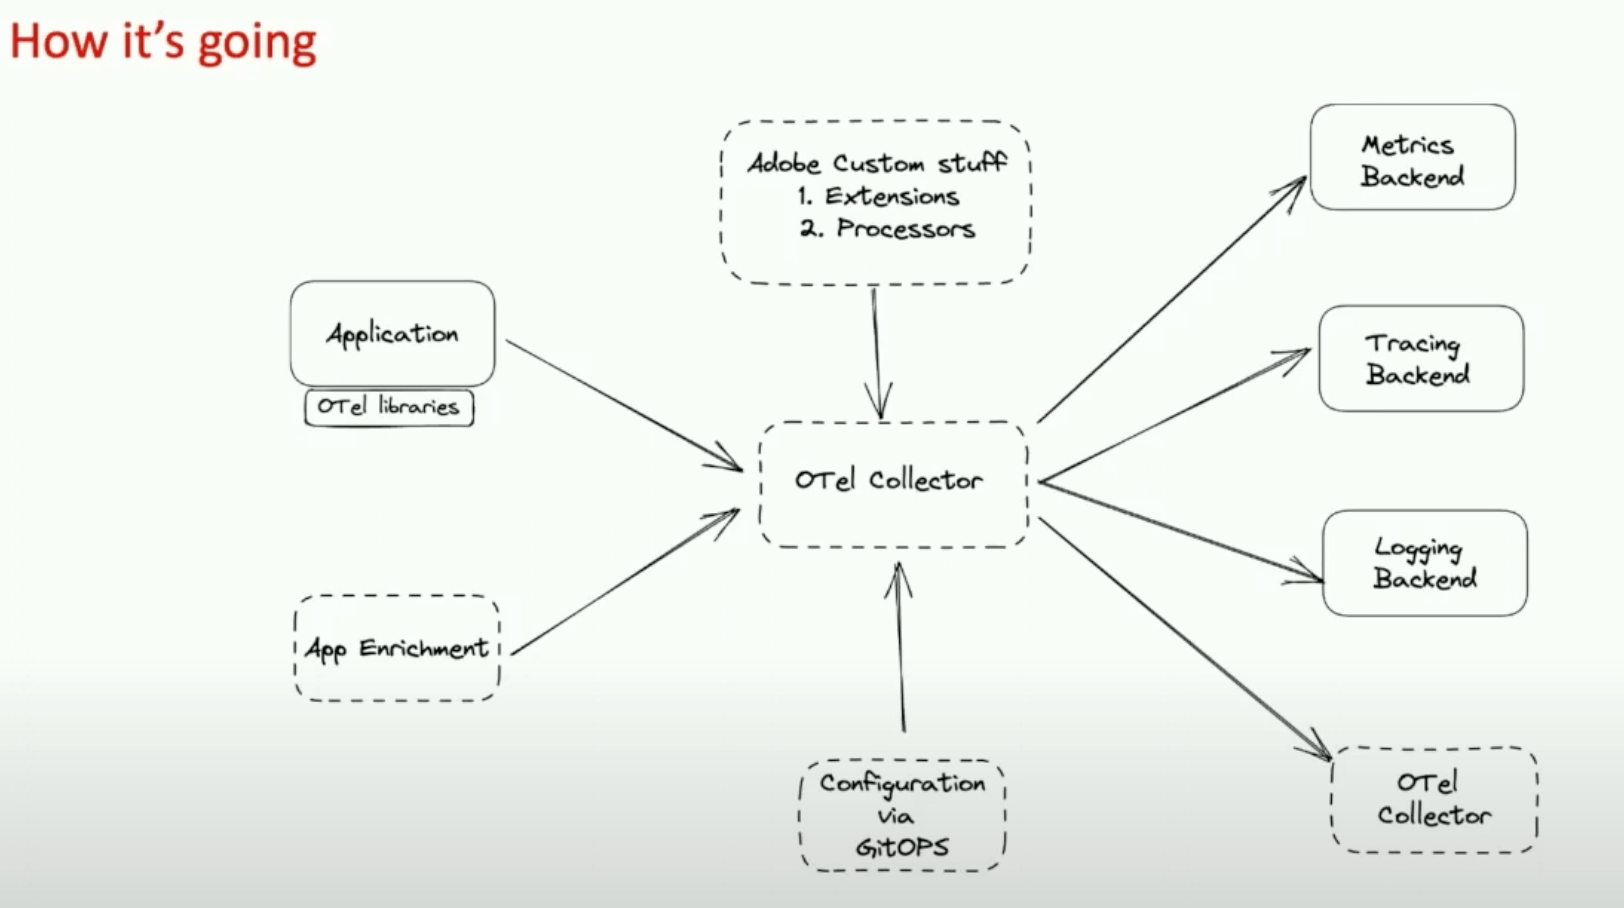 How it's going
Adobe Custom stuff
1. Extensions
2. Processors
Metrics
Backend
Application
OTel libraries
Tracing
Backend
OTel Collector
Logging
Backend
App Enrichment
Configuration
via
GitOPS
OTel
Collector